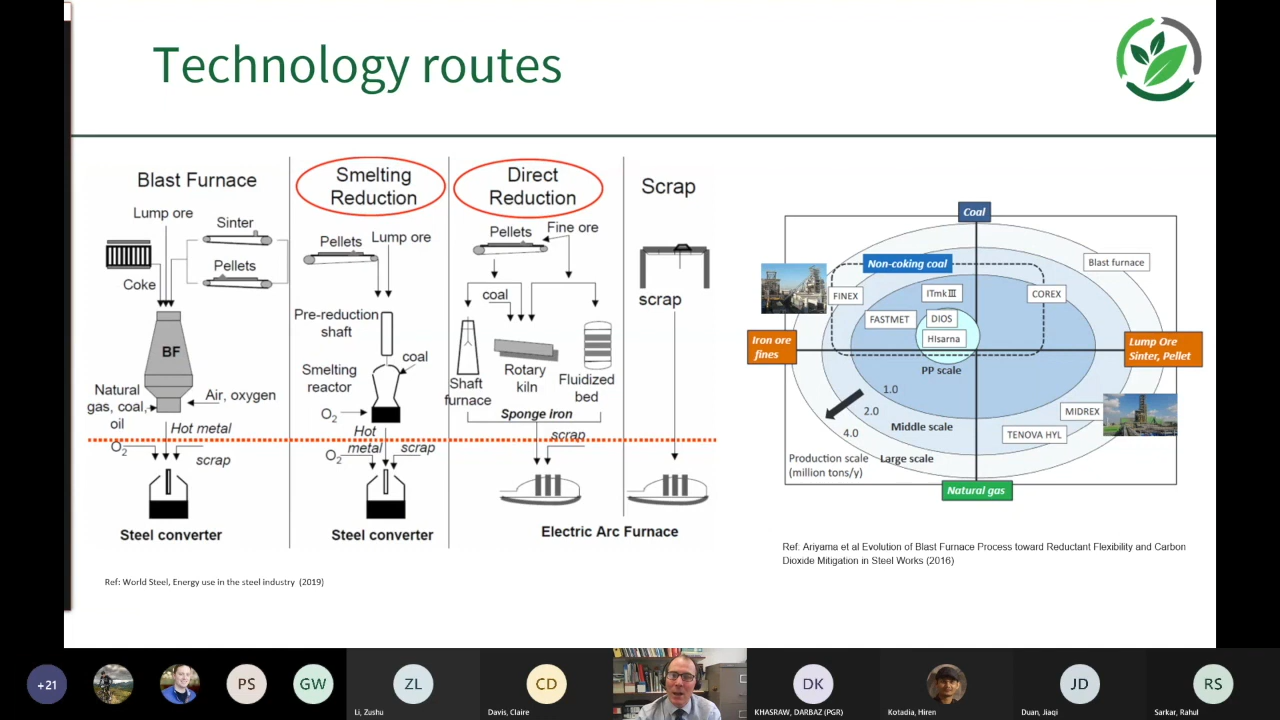 Technology routes
Blast Furnace
Lump ore
Sinter
Pellets
Coke
BF
Natural
gas, coal,
oil
Air, oxygen
Hot metal
O2
scrap
Steel converter
Smelting
Reduction
Pellets
Lump ore
Pre-reduction
shaft
coal
Smelting
reactor
O2
Hot
metal
scrap
O2
Steel converter
Direct
Reduction
Pellets
Fine ore
coal
Shaft
furnace
Rotary
kiln
Fluidized
bed
Sponge iron
scrap
Scrap
scrap
Electric Arc Furnace
Ref: World Steel, Energy use in the steel industry (2019)
Coal
Non-coking coal
Blast furnace
FINEX
ITmk III
COREX
FASTMET
DIOS
HIsarna
Iron ore
fines
Lump Ore
Sinter, Pellet
PP scale
1.0
2.0
4.0
Middle scale
MIDREX
TENOVA HYL
Production scale
(million tons/y)
Large scale
Natural gas
Ref. Ariyama et al Evolution of Blast Furnace Process toward Reductant Flexibility and Carbon
Dioxide Mitigation in Steel Works (2016)
+21
PS
GW
ZL
Li, Zushu
CD
Davis, Claire
DK
KHASRAW, DARBAZ (PGR)
Kotadia, Hiren
JD
Duan, Jiaqi
RS
Sarkar, Rahul